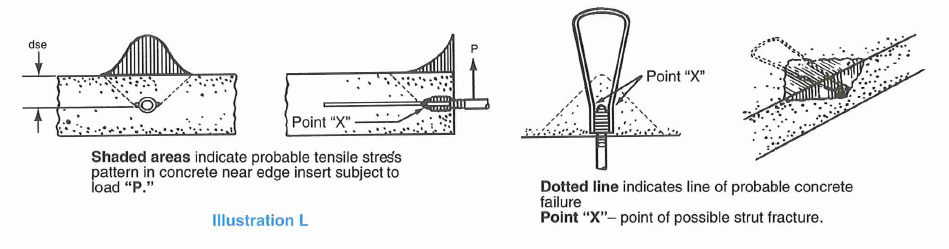 dse
P
Point "X"
Point "X"
Shaded areas indicate probable tensile stress
pattern in concrete near edge insert subject to
load "P."
Dotted line indicates line of probable concrete
failure
Point "X"– point of possible strut fracture.
Illustration L